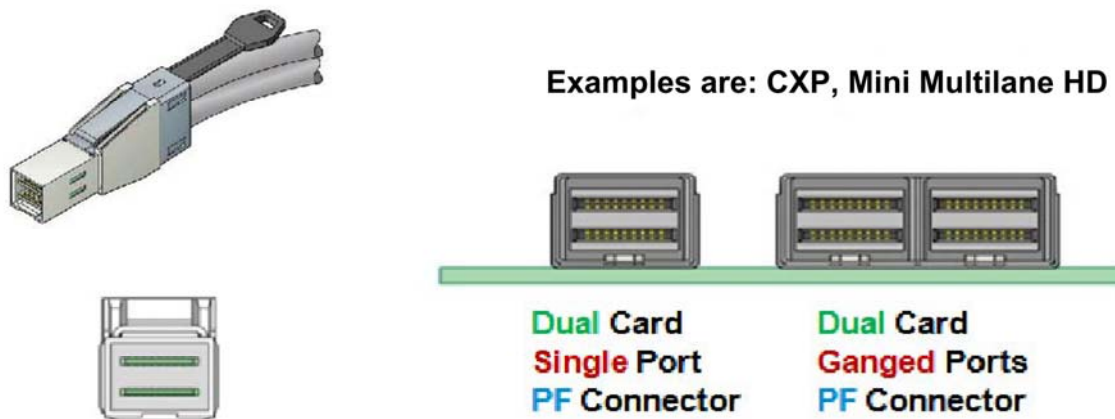 Examples are: CXP, Mini Multilane HD
Dual Card
Single Port
PF Connector
Dual Card
Ganged Ports
PF Connector